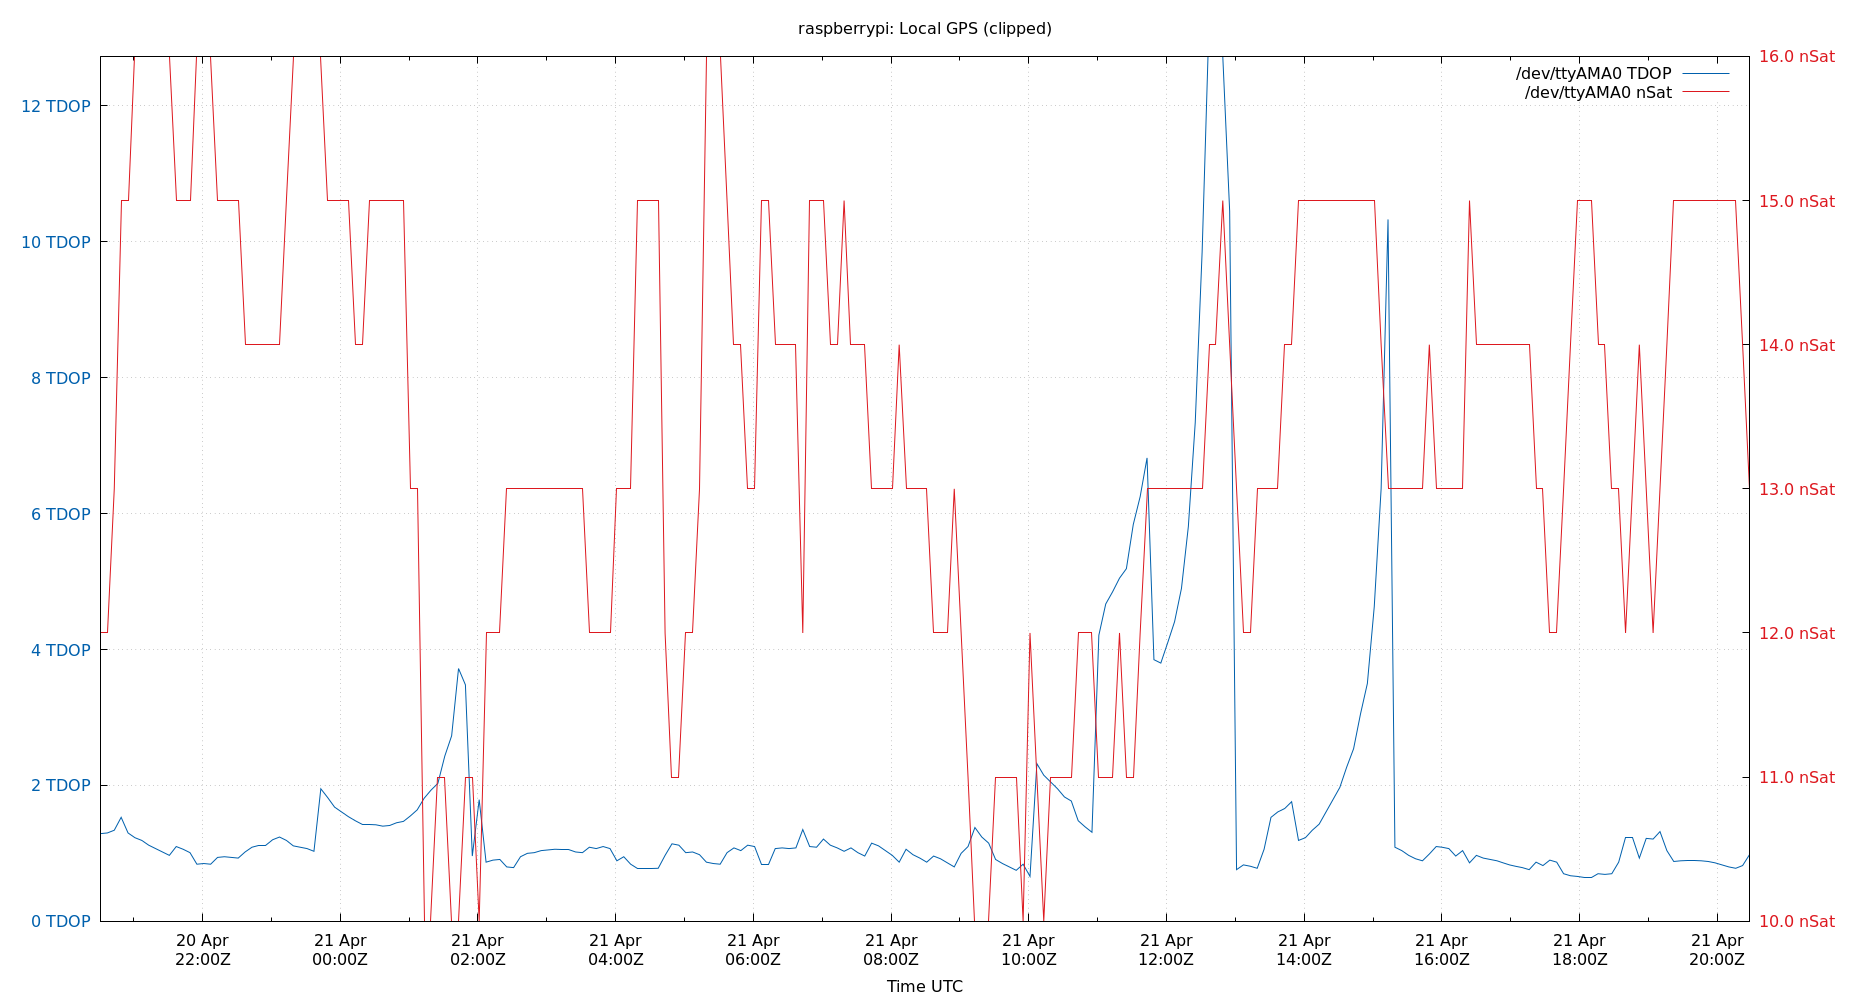 raspberrypi: Local GPS (clipped)
/dev/ttyAMA0 TDOP
/dev/ttyAMA0 nSat
12 TDOP
10 TDOP
8 TDOP
6 TDOP
4 TDOP
2 TDOP
0 TDOP
16.0 nSat
15.0 nSat
14.0 nSat
13.0 nSat
12.0 nSat
11.0 nSat
10.0 nSat
20 Apr 21 Apr 21 Apr 21 Apr 21 Apr 21 Apr 21 Apr 21 Apr 21 Apr 21 Apr 21 Apr 21 Apr
22:00Z 00:00Z 02:00Z 04:00Z 06:00Z 08:00Z 10:00Z 12:00Z 14:00Z 16:00Z 18:00Z 20:00Z
Time UTC